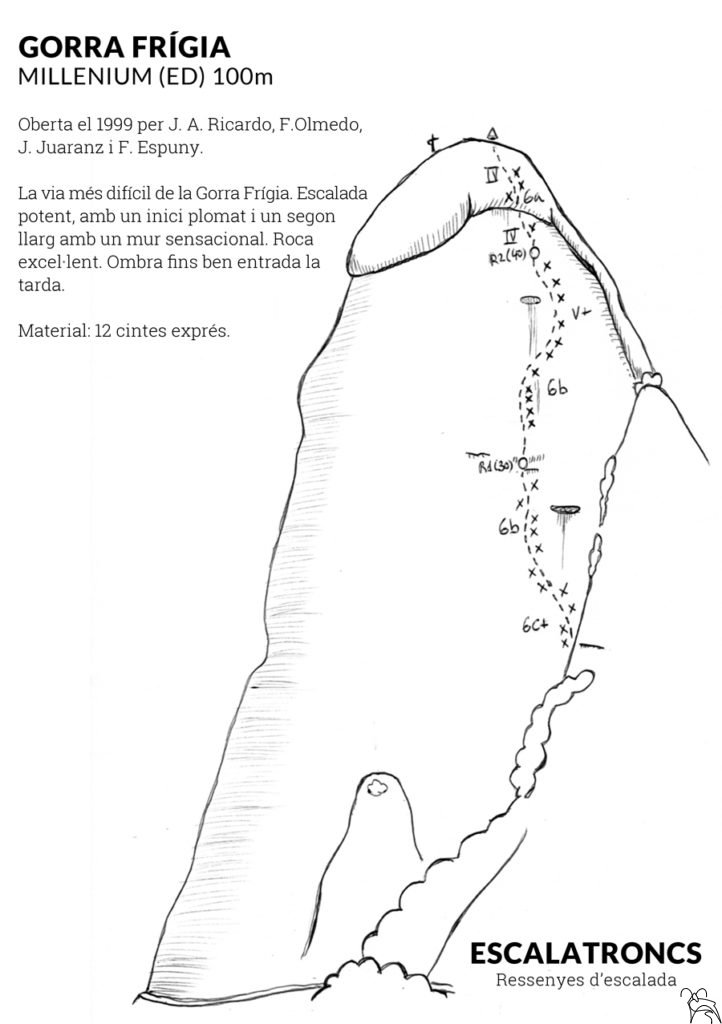 GORRA FRÍGIA
MILLENIUM (ED) 100m
Oberta el 1999 per J. A. Ricardo, F.Olmedo,
J. Juaranz i F. Espuny.
La via més difícil de la Gorra Frígia. Escalada
potent, amb un inici plomat i un segon
llarg amb un mur sensacional. Roca
excel·lent. Ombra fins ben entrada la
tarda.
Material: 12 cintes exprés.
IV
6a
IV
R2(40)
V+
6b
R1(30)
6b
6c+
ESCALATRONCS
Ressenyes d'escalada